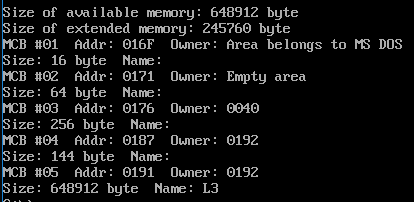 Size of available memory: 648912 byte
Size of extended memory: 245760 byte
MCB #01  Addr: 016F  Owner: Area belongs to MS DOS
Size: 16 byte  Name:
MCB #02  Addr: 0171  Owner: Empty area
Size: 64 byte  Name:
MCB #03  Addr: 0176  Owner: 0040
Size: 256 byte  Name:
MCB #04  Addr: 0187  Owner: 0192
Size: 144 byte  Name:
MCB #05  Addr: 0191  Owner: 0192
Size: 648912 byte  Name: L3